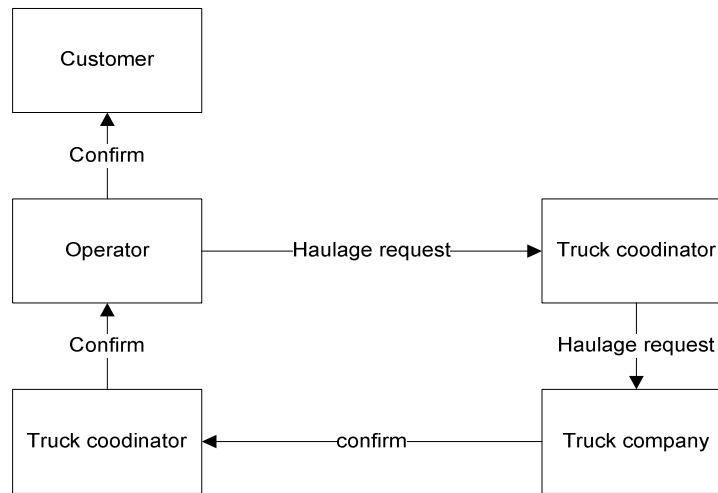 Customer
Confirm
Operator
Haulage request
Truck coodinator
Confirm
Haulage request
Truck coodinator
confirm
Truck company